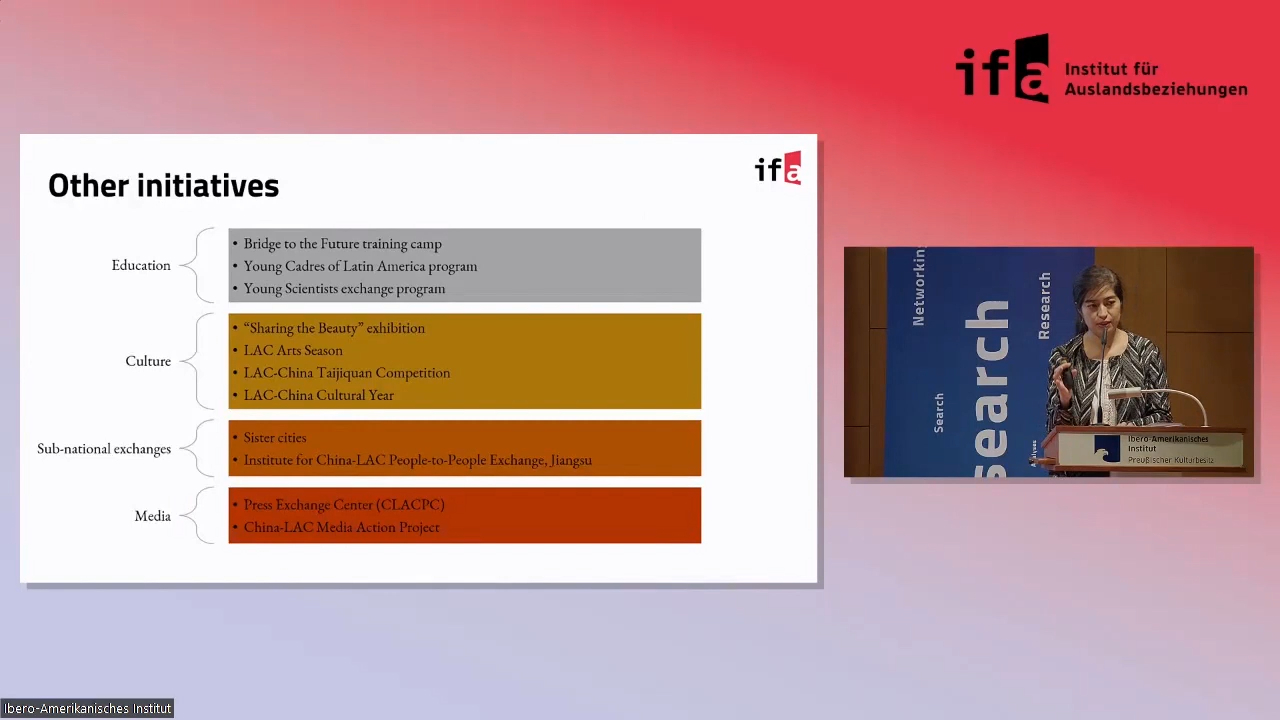 ifa Institut für
Auslandsbeziehungen
ifa
Other initiatives
Education
• Bridge to the Future training camp
• Young Cadres of Latin America program
• Young Scientists exchange program
Culture
• “Sharing the Beauty” exhibition
• LAC Arts Season
• LAC-China Taijiquan Competition
• LAC-China Cultural Year
Sub-national exchanges
• Sister cities
• Institute for China-LAC People-to-People Exchange, Jiangsu
Media
• Press Exchange Center (CLACPC)
• China-LAC Media Action Project
Networking
Research
search
Search
Ibero-Amerikanisches
Institut
Preußischer Kulturbesitz
Ibero-Amerikanisches Institut